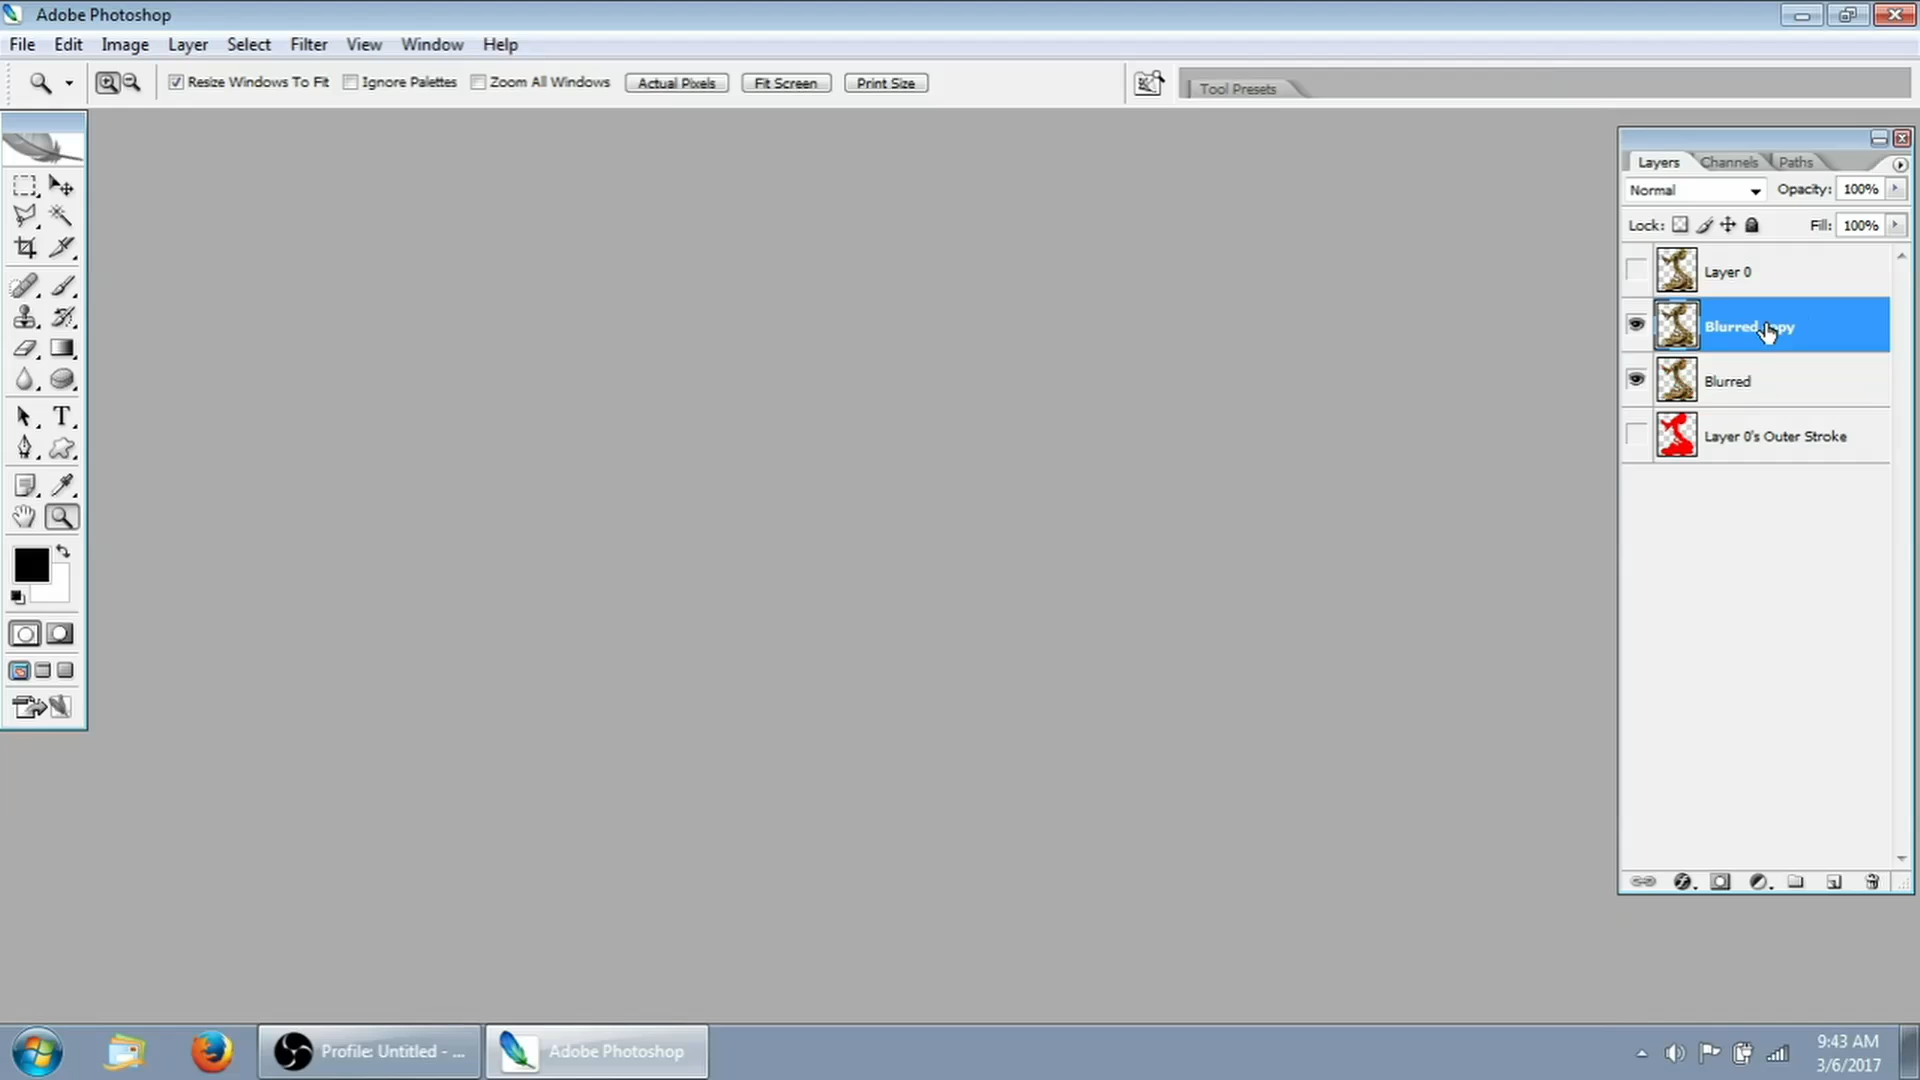 Adobe Photoshop
File Edit Image Layer Select Filter View Window Help
Resize Windows To Fit Ignore Palettes Zoom All Windows Actual Pixels Fit Screen Print Size Tool Presets
Layers Channels Paths
Normal Opacity: 100%
Lock: Fill: 100%
Layer 0
Blurred copy
Blurred
Layer 0's Outer Stroke
Profile: Untitled - ...
Adobe Photoshop
9:43 AM
3/6/2017